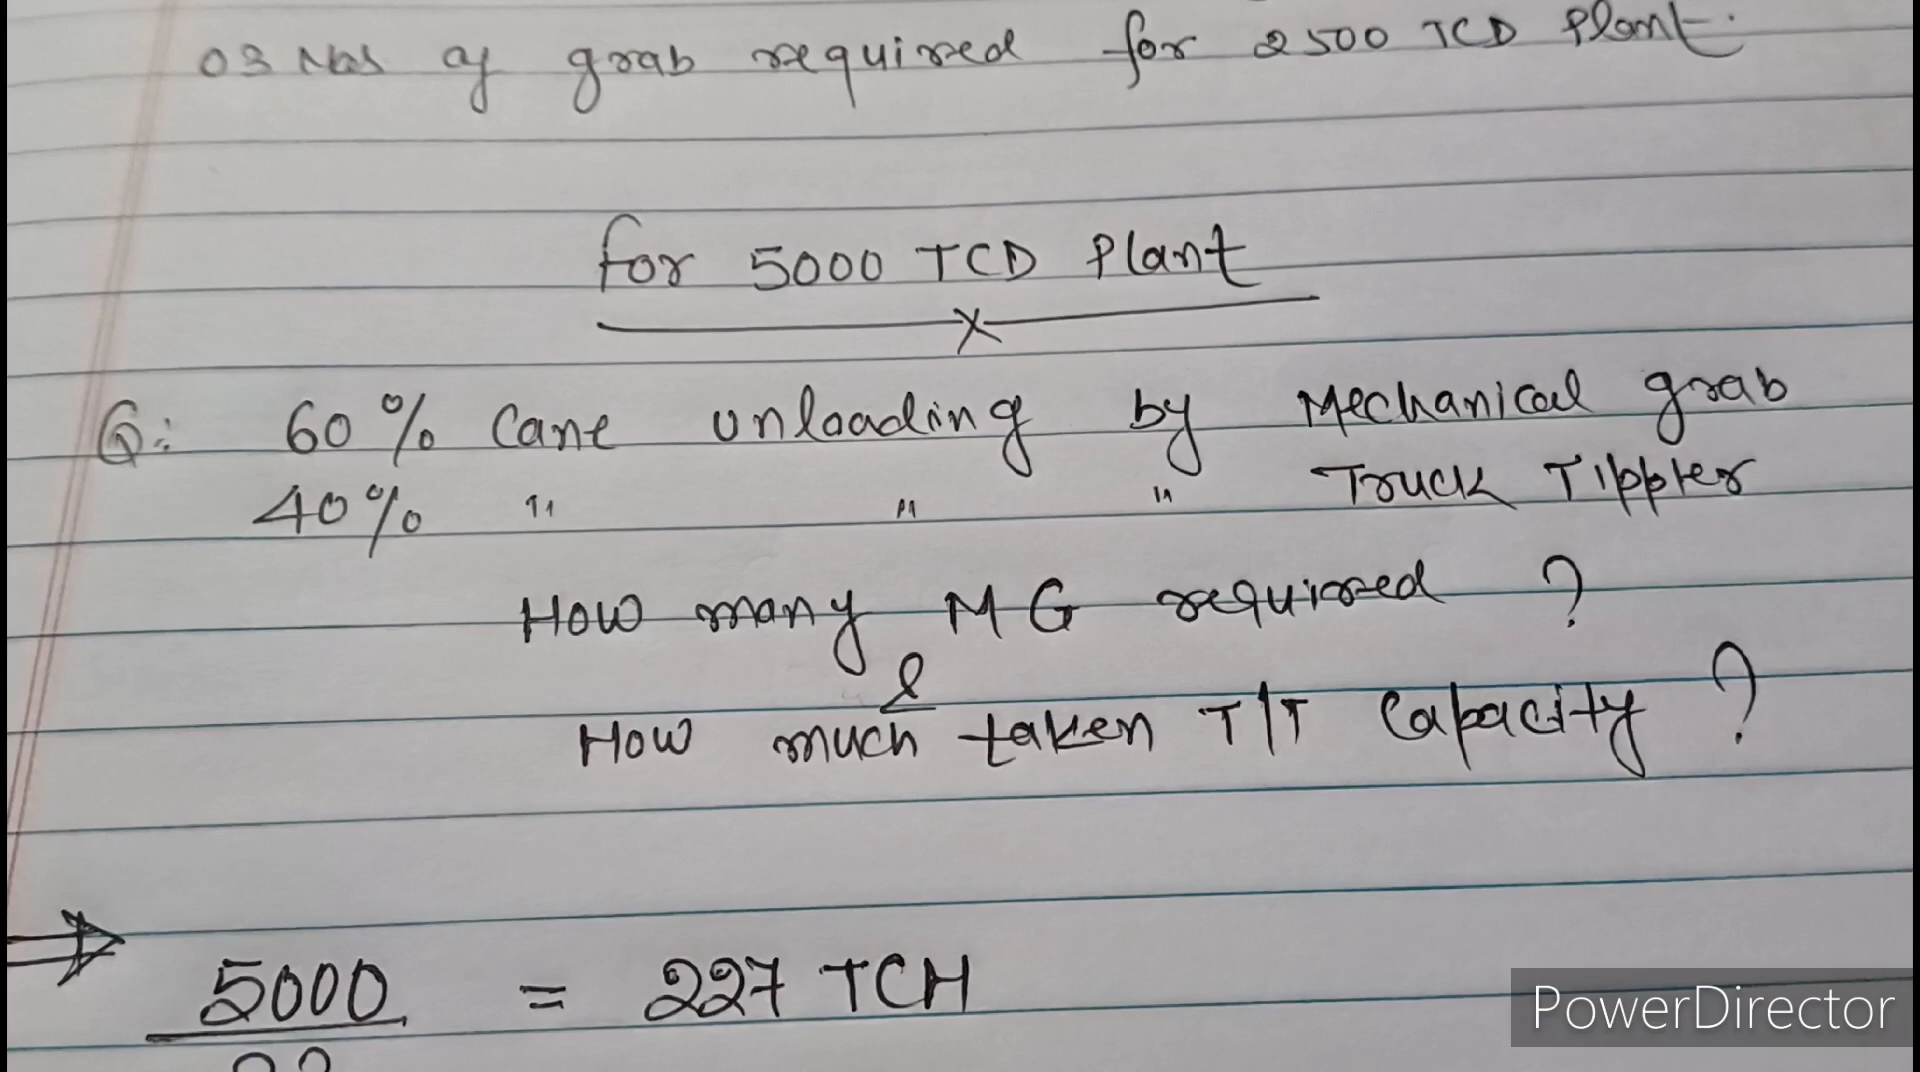 03 Nos of grab required for 2500 TCD Plant.
for 5000 TCD Plant
X
Q: 60% Cane unloading by Mechanical grab
40% " " " Truck Tippler
How many MG required ?
&
How much taken T/T Capacity ?
⇒
5000 = 227 TCH
22
PowerDirector